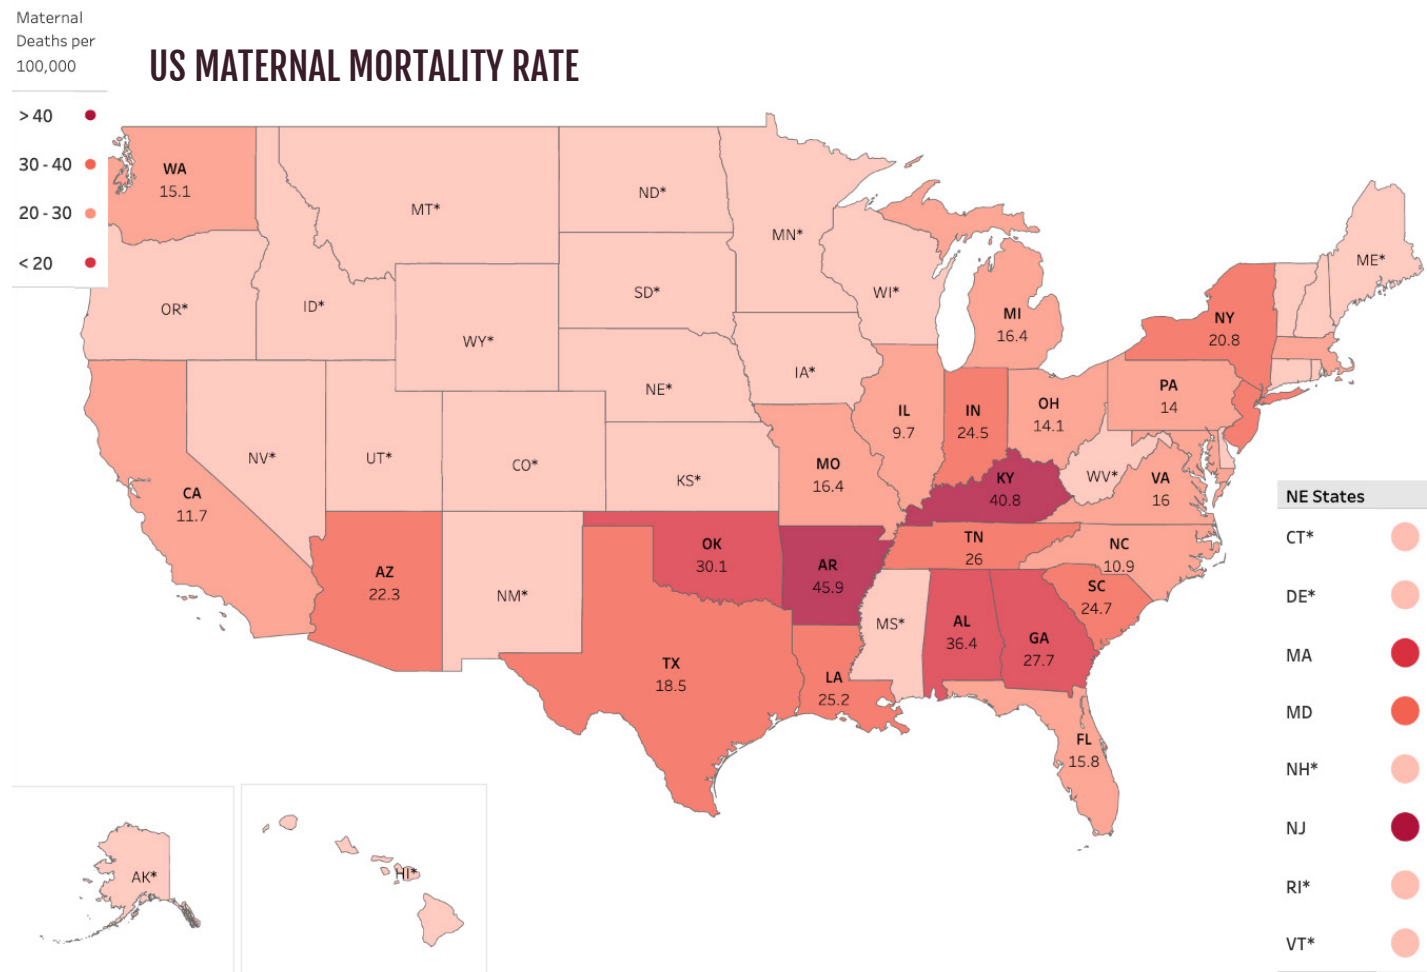 Maternal
Deaths per
100,000
US MATERNAL MORTALITY RATE
> 40
30 - 40
20 - 30
< 20
WA
15.1
MT*
ND*
MN*
OR*
ID*
SD*
WI*
ME*
WY*
MI
16.4
NY
20.8
NE*
IA*
PA
14
NV*
UT*
CO*
KS*
IL
9.7
IN
24.5
OH
14.1
MO
16.4
WV*
VA
16
KY
40.8
CA
11.7
AZ
22.3
NM*
OK
30.1
AR
45.9
TN
26
NC
10.9
SC
24.7
MS*
AL
36.4
GA
27.7
TX
18.5
LA
25.2
FL
15.8
AK*
HI*
NE States
CT*
DE*
MA
MD
NH*
NJ
RI*
VT*